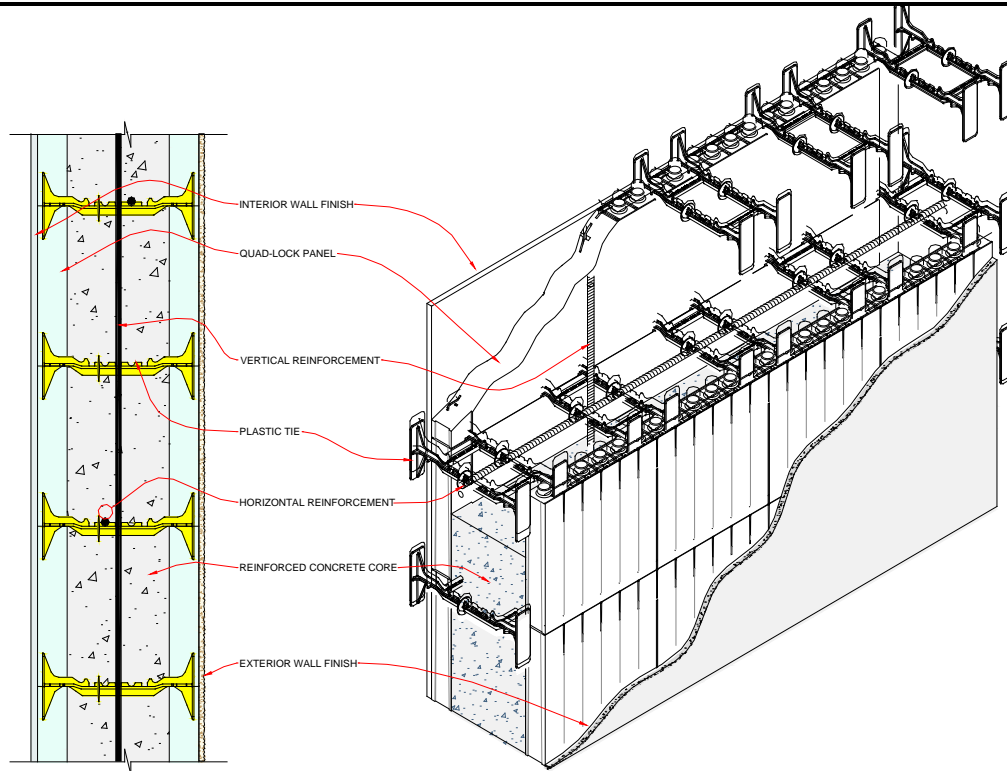 INTERIOR WALL FINISH
QUAD-LOCK PANEL
VERTICAL REINFORCEMENT
PLASTIC TIE
HORIZONTAL REINFORCEMENT
REINFORCED CONCRETE CORE
EXTERIOR WALL FINISH